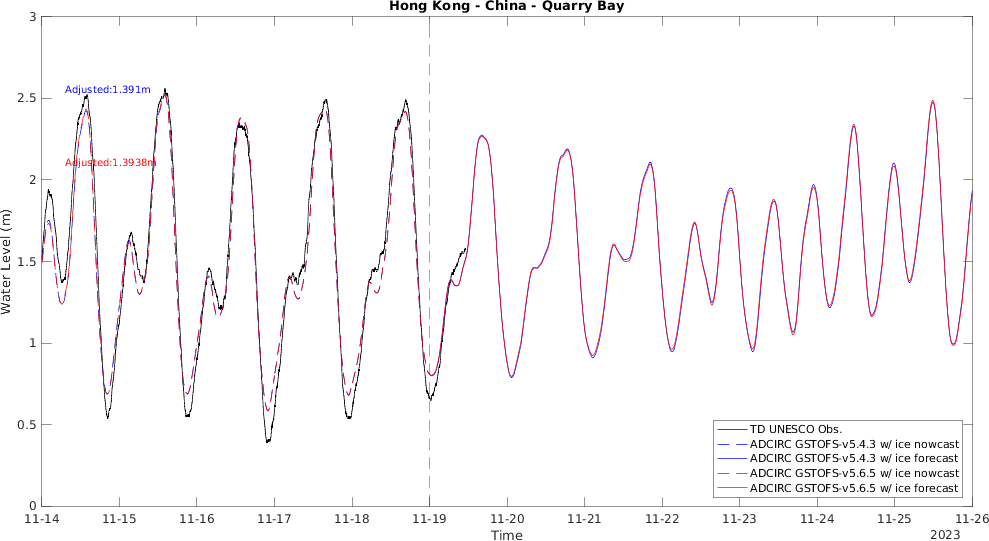 Hong Kong - China - Quarry Bay
Water Level (m)
3
2.5
2
1.5
1
0.5
0
Adjusted:1.391m
Adjusted:1.3938m
TD UNESCO Obs.
ADCIRC GSTOFS-v5.4.3 w/ ice nowcast
ADCIRC GSTOFS-v5.4.3 w/ ice forecast
ADCIRC GSTOFS-v5.6.5 w/ ice nowcast
ADCIRC GSTOFS-v5.6.5 w/ ice forecast
11-14 11-15 11-16 11-17 11-18 11-19 11-20 11-21 11-22 11-23 11-24 11-25 11-26
Time
2023